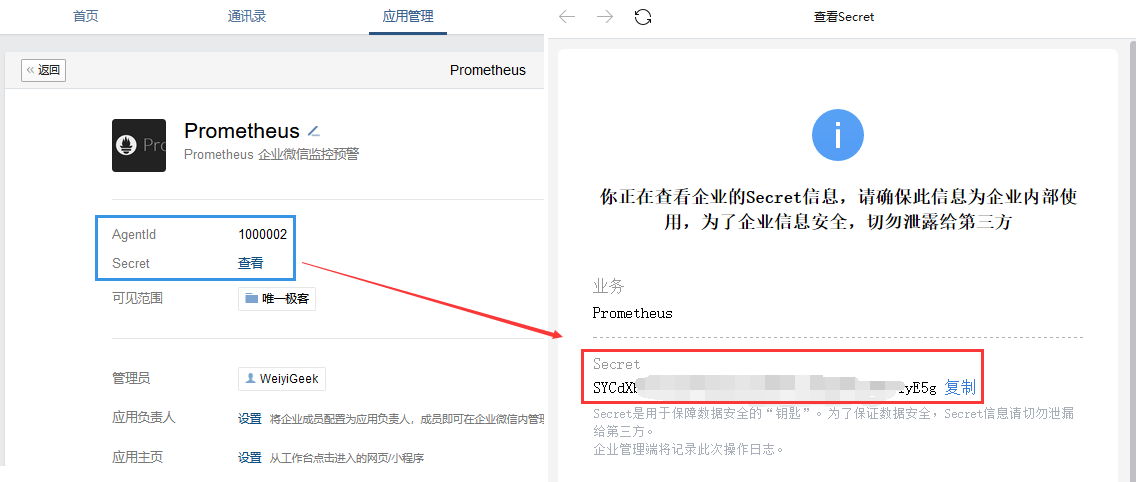 首页 通讯录 应用管理
«返回 Prometheus
Prometheus
Prometheus 企业微信监控预警
AgentId 1000002
Secret 查看
可见范围 唯一极客
管理员 WeiyiGeek
应用负责人 设置 将企业成员配置为应用负责人，成员即可在企业微信内管理
应用主页 设置 从工作台点击进入的网页/小程序
查看Secret
你正在查看企业的Secret信息，请确保此信息为企业内部使
用，为了企业信息安全，切勿泄露给第三方
业务
Prometheus
Secret
SYCdX yE5g 复制
Secret是用于保障数据安全的“钥匙”。为了保证数据安全，Secret信息请切勿泄漏
给第三方。
企业管理端将记录此次操作日志。